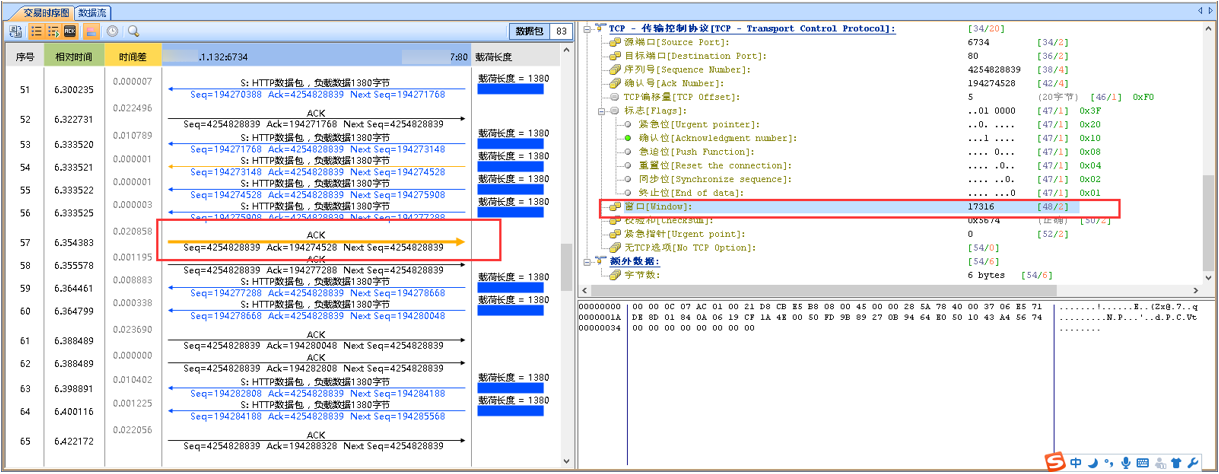 交易时序图 数据流
数据包 83
序号 相对时间 时间差 .1.132:6734 7:80 载荷长度
51 6.300235 0.000007 S: HTTP数据包，负载数据1380字节 载荷长度 = 1380
Seq=194270388 Ack=4254828839 Next Seq=194271768
52 6.322731 0.022496 ACK
Seq=4254828839 Ack=194271768 Next Seq=4254828839
53 6.333520 0.010789 S: HTTP数据包，负载数据1380字节 载荷长度 = 1380
Seq=194271768 Ack=4254828839 Next Seq=194273148
54 6.333521 0.000001 S: HTTP数据包，负载数据1380字节 载荷长度 = 1380
Seq=194273148 Ack=4254828839 Next Seq=194274528
55 6.333522 0.000001 S: HTTP数据包，负载数据1380字节 载荷长度 = 1380
Seq=194274528 Ack=4254828839 Next Seq=194275908
56 6.333525 0.000003 S: HTTP数据包，负载数据1380字节 载荷长度 = 1380
Seq=194275908 Ack=4254828839 Next Seq=194277288
57 6.354383 0.020858 ACK
Seq=4254828839 Ack=194274528 Next Seq=4254828839
58 6.355578 0.001195 ACK
Seq=4254828839 Ack=194277288 Next Seq=4254828839
59 6.364461 0.008883 S: HTTP数据包，负载数据1380字节 载荷长度 = 1380
Seq=194277288 Ack=4254828839 Next Seq=194278668
60 6.364799 0.000338 S: HTTP数据包，负载数据1380字节 载荷长度 = 1380
Seq=194278668 Ack=4254828839 Next Seq=194280048
61 6.388489 0.023690 ACK
Seq=4254828839 Ack=194280048 Next Seq=4254828839
62 6.388489 0.000000 ACK
Seq=4254828839 Ack=194282808 Next Seq=4254828839
63 6.398891 0.010402 S: HTTP数据包，负载数据1380字节 载荷长度 = 1380
Seq=194282808 Ack=4254828839 Next Seq=194284188
64 6.400116 0.001225 S: HTTP数据包，负载数据1380字节 载荷长度 = 1380
Seq=194284188 Ack=4254828839 Next Seq=194285568
65 6.422172 0.022056 ACK
Seq=4254828839 Ack=194288328 Next Seq=4254828839
TCP - 传输控制协议[TCP - Transport Control Protocol]: [34/20]
源端口[Source Port]: 6734 [34/2]
目标端口[Destination Port]: 80 [36/2]
序列号[Sequence Number]: 4254828839 [38/4]
确认号[Ack Number]: 194274528 [42/4]
TCP偏移量[TCP Offset]: 5 (20字节) [46/1] 0xF0
标志[Flags]: ..01 0000 [47/1] 0x3F
紧急位[Urgent pointer]: ..0. .... [47/1] 0x20
确认位[Acknowledgment number]: ...1 .... [47/1] 0x10
急迫位[Push Function]: .... 0... [47/1] 0x08
重置位[Reset the connection]: .... .0.. [47/1] 0x04
同步位[Synchronize sequence]: .... ..0. [47/1] 0x02
终止位[End of data]: .... ...0 [47/1] 0x01
窗口[Window]: 17316 [48/2]
校验和[Checksum]: 0x5674 (正确) [50/2]
紧急指针[Urgent point]: 0 [52/2]
无TCP选项[No TCP Option]: [54/0]
额外数据: [54/6]
字节数: 6 bytes [54/6]
00000000 00 00 0C 07 AC 01 00 21 D8 CB E5 B8 08 00 45 00 00 28 5A 78 40 00 37 06 E5 71 .......!......E..(Zx@.7..q
0000001A DE 8D 01 84 0A 06 19 CF 1A 4E 00 50 FD 9B 89 27 0B 94 64 E0 50 10 43 A4 56 74 .........N.P...'..d.P.C.Vt
00000034 00 00 00 00 00 00 00 00 ........
中